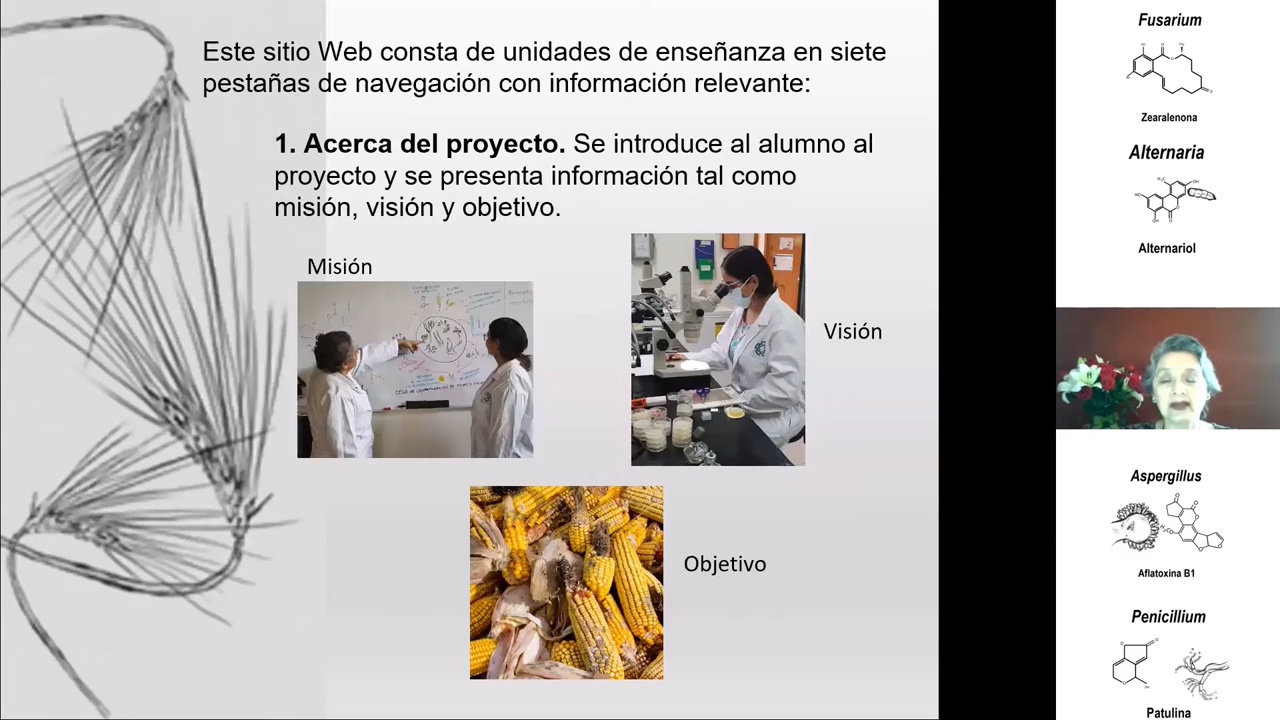 Este sitio Web consta de unidades de enseñanza en siete
pestañas de navegación con información relevante:
1. Acerca del proyecto. Se introduce al alumno al
proyecto y se presenta información tal como
misión, visión y objetivo.
Misión
Visión
Objetivo
Fusarium
Zearalenona
Alternaria
Alternariol
Aspergillus
Aflatoxina B1
Penicillium
Patulina